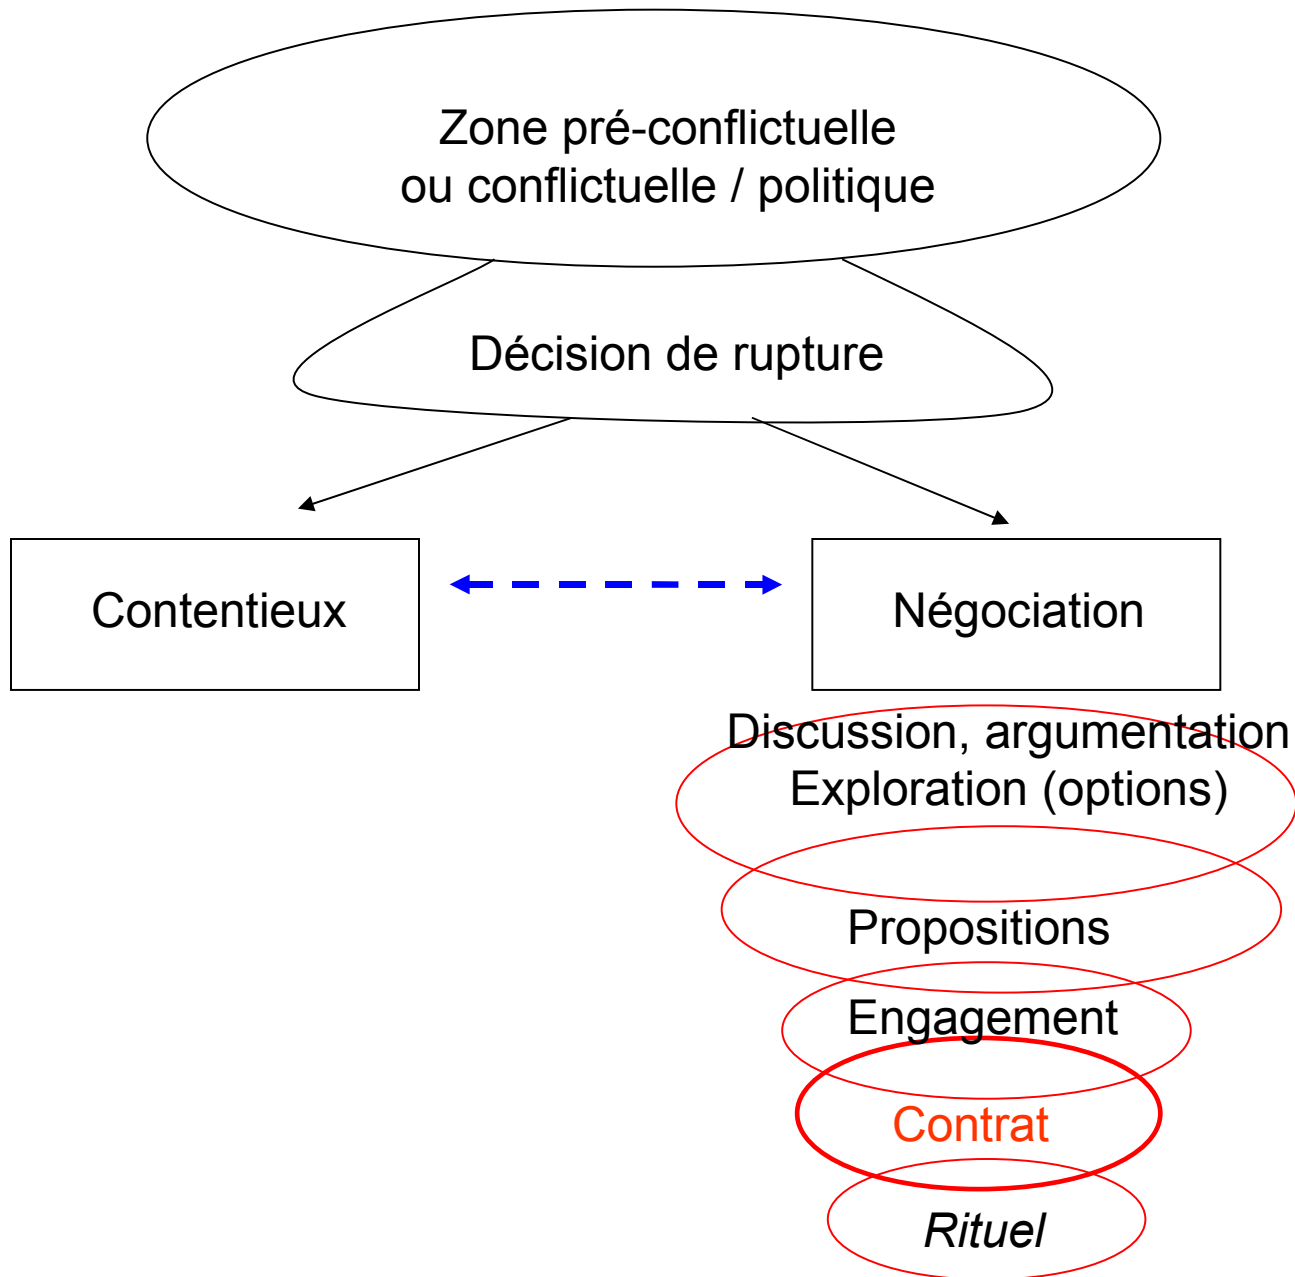 Zone pré-conflictuelle
ou conflictuelle / politique
Décision de rupture
Contentieux
Négociation
Discussion, argumentation
Exploration (options)
Propositions
Engagement
Contrat
Rituel